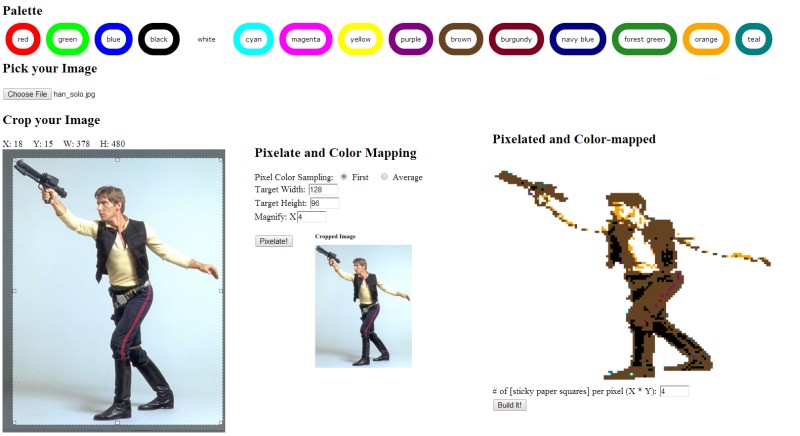 Palette
red green blue black white cyan magenta yellow purple brown burgundy navy blue forest green orange teal
Pick your Image
Choose File han_solo.jpg
Crop your Image
X: 18 Y: 15 W: 378 H: 480
Pixelate and Color Mapping
Pixel Color Sampling: First Average
Target Width: 128
Target Height: 96
Magnify: X 4
Pixelate!
Cropped Image
Pixelated and Color-mapped
# of [sticky paper squares] per pixel (X * Y): 4
Build It!